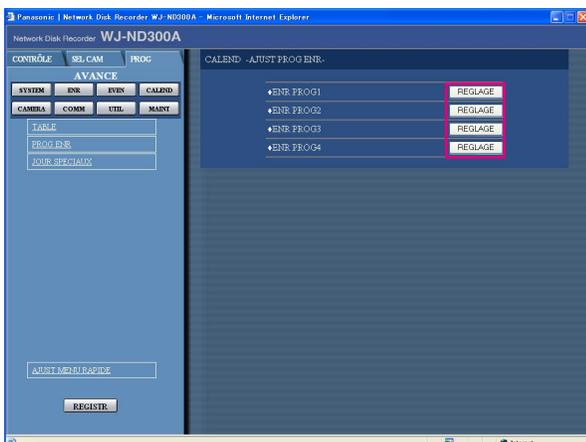 Panasonic | Network Disk Recorder WJ-ND300A - Microsoft Internet Explorer
Network Disk Recorder WJ-ND300A
CONTRÔLE SEL CAM PROG
AVANCE
SYSTEM ENR EVEN CALEND
CAMERA COMM UTIL MAINT
TABLE
PROG ENR
JOUR SPECIAUX
AJUST MENU RAPIDE
REGISTR
CALEND -AJUST PROG ENR-
♦ENR PROG1 REGLAGE
♦ENR PROG2 REGLAGE
♦ENR PROG3 REGLAGE
♦ENR PROG4 REGLAGE